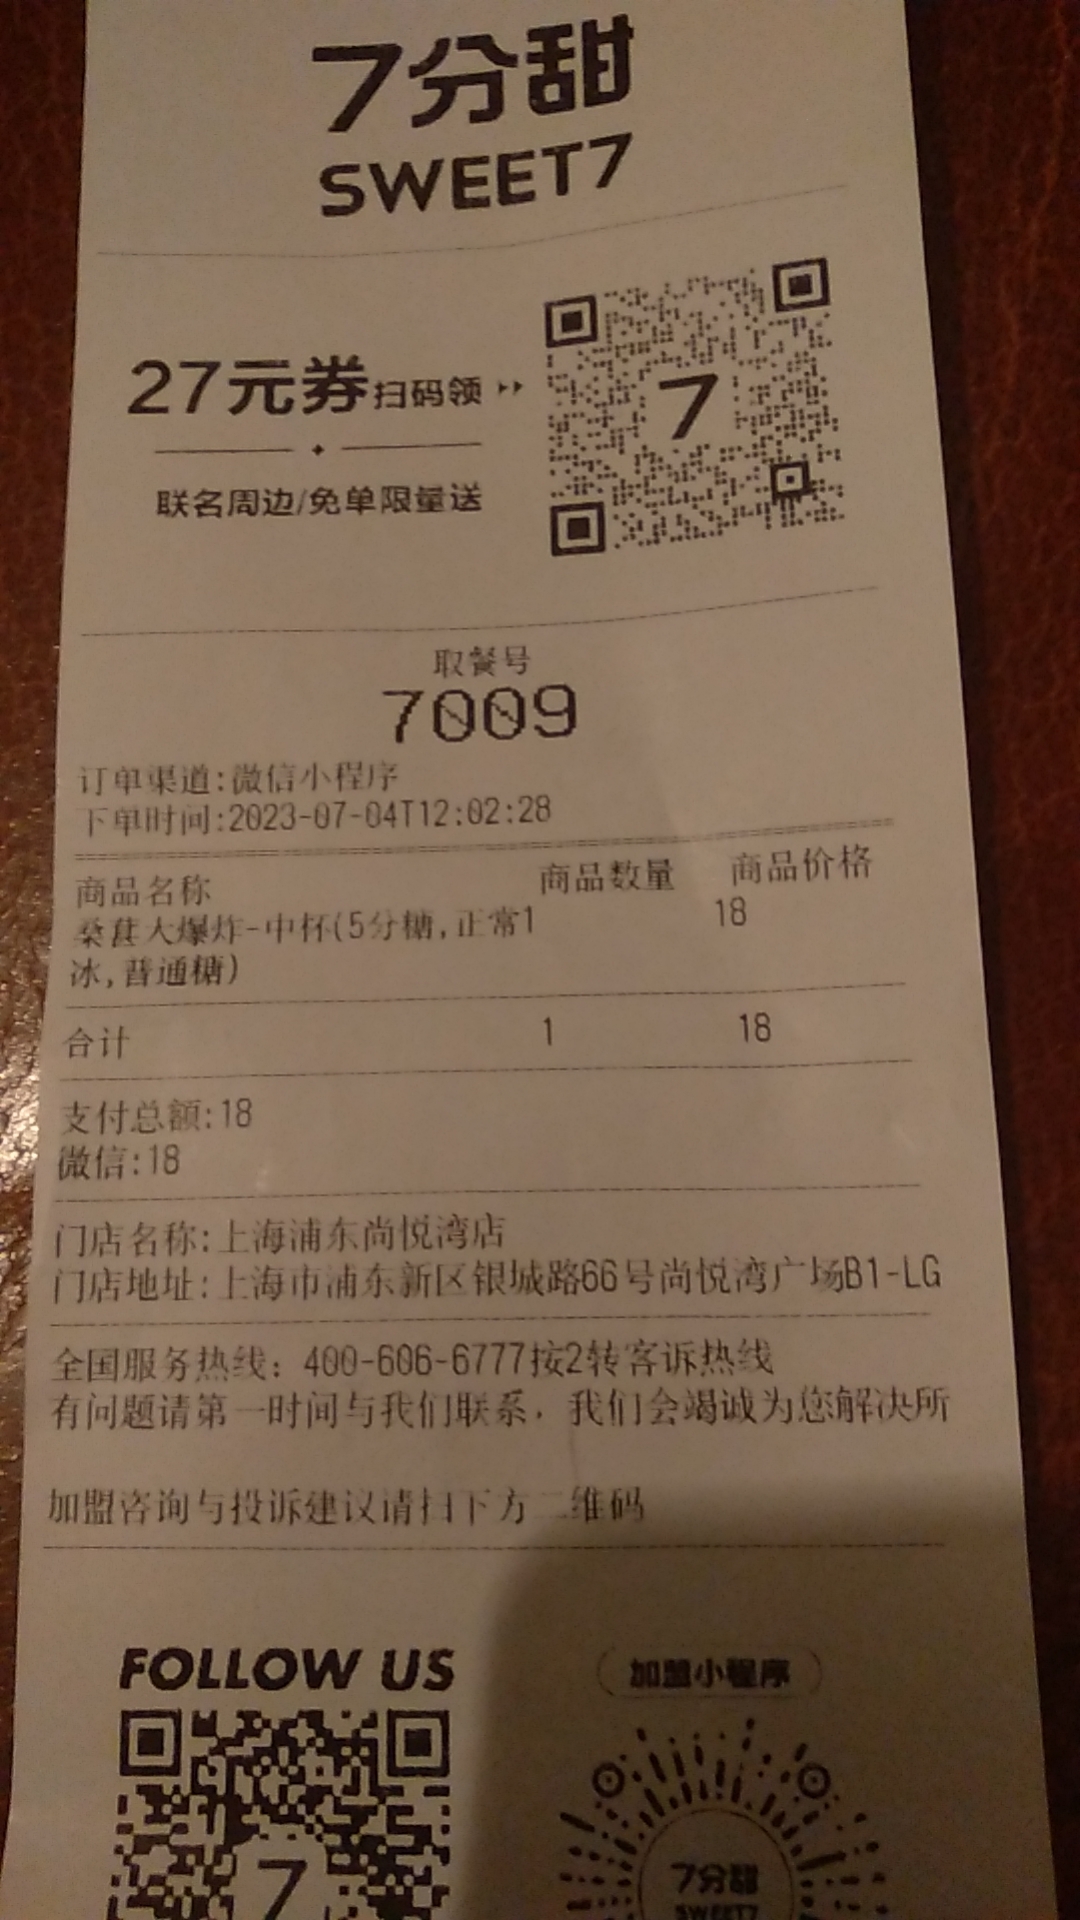 7分甜
SWEET7
27元券扫码领
联名周边/免单限量送
7
取餐号
7009
订单渠道:微信小程序
下单时间:2023-07-04T12:02:28
商品名称 商品数量 商品价格
桑葚大爆炸-中杯(5分糖,正常1 18
冰,普通糖)
合计 1 18
支付总额:18
微信:18
门店名称:上海浦东尚悦湾店
门店地址:上海市浦东新区银城路66号尚悦湾广场B1-LG
全国服务热线: 400-606-6777按2转客诉热线
有问题请第一时间与我们联系，我们会竭诚为您解决所
加盟咨询与投诉建议请扫下方二维码
FOLLOW US
加盟小程序
7
7分甜
SWEET7